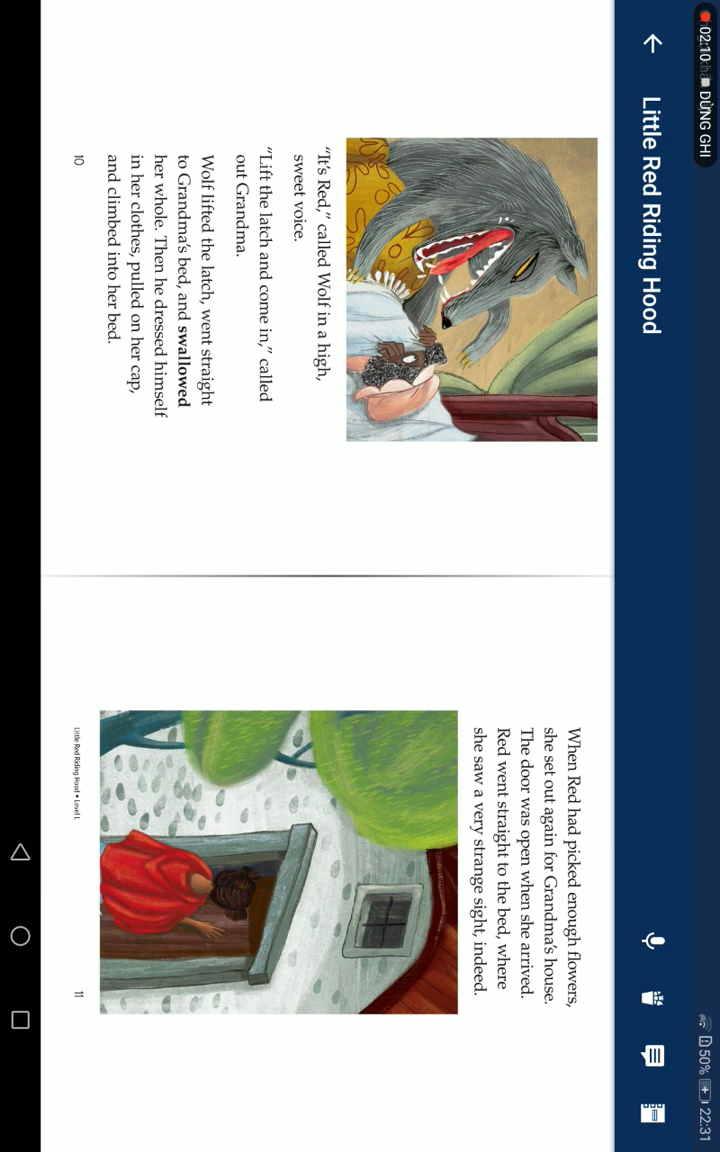 02:10 ■ DỪNG GHI
50% 22:31
Little Red Riding Hood
"It's Red," called Wolf in a high,
sweet voice.
"Lift the latch and come in," called
out Grandma.
Wolf lifted the latch, went straight
to Grandma's bed, and swallowed
her whole. Then he dressed himself
in her clothes, pulled on her cap,
and climbed into her bed.
10
When Red had picked enough flowers,
she set out again for Grandma's house.
The door was open when she arrived.
Red went straight to the bed, where
she saw a very strange sight, indeed.
Little Red Riding Hood • Level L
11